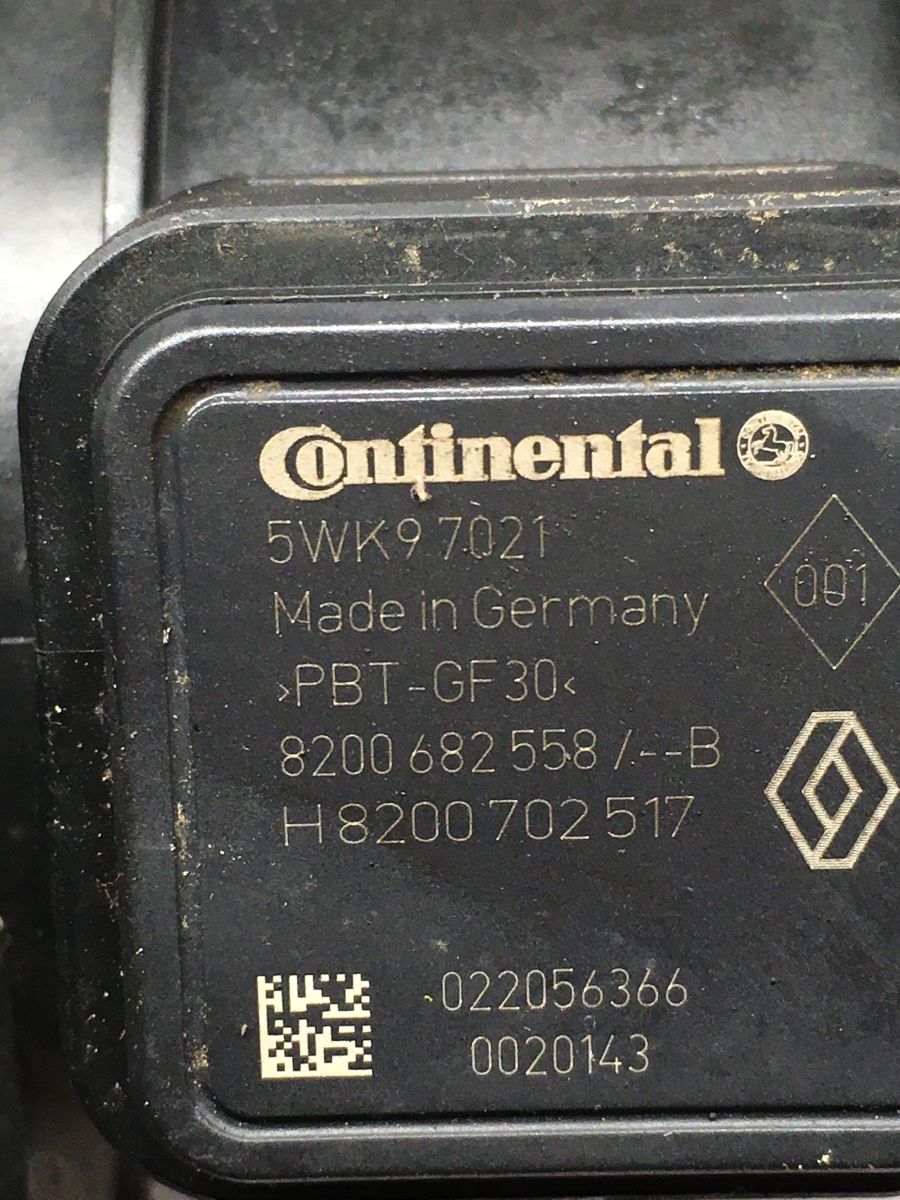 Continental
5WK9 7021
Made in Germany
001
>PBT-GF30<
8200 682 558 /--B
H 8200 702 517
022056366
0020143